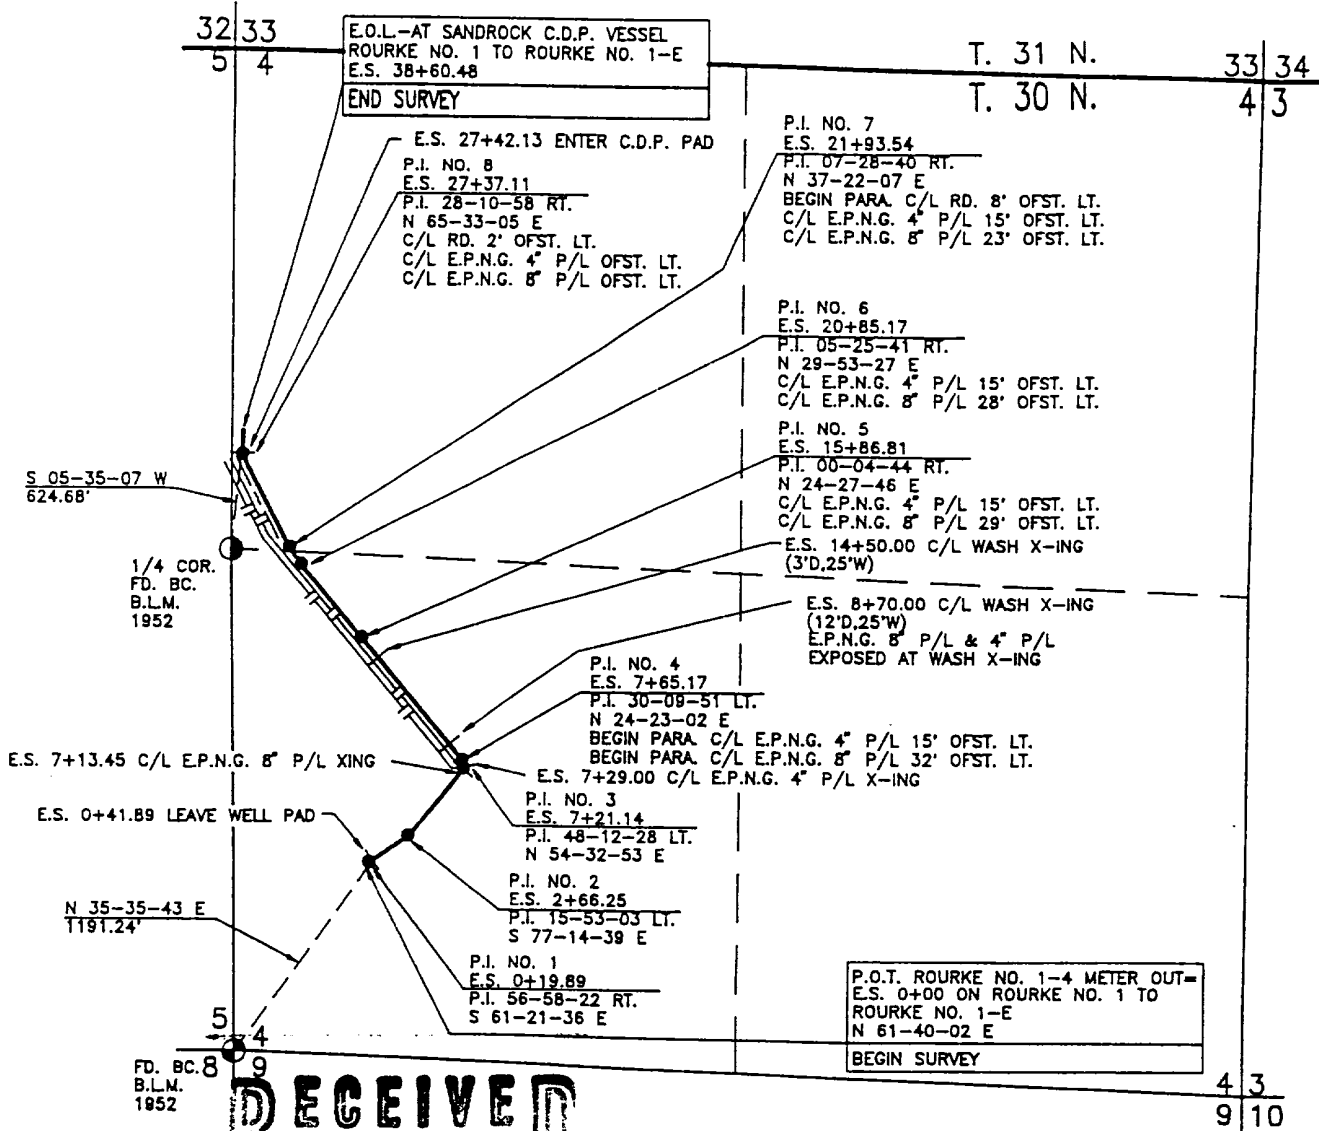 32 33
5 4
E.O.L.-AT SANDROCK C.D.P. VESSEL
ROURKE NO. 1 TO ROURKE NO. 1-E
E.S. 38+60.48
END SURVEY
T. 31 N.
T. 30 N.
33 34
4 3
E.S. 27+42.13 ENTER C.D.P. PAD
P.I. NO. 8
E.S. 27+37.11
P.I. 28-10-58 RT.
N 65-33-05 E
C/L RD. 2' OFST. LT.
C/L E.P.N.G. 4" P/L OFST. LT.
C/L E.P.N.G. 8" P/L OFST. LT.
P.I. NO. 7
E.S. 21+93.54
P.I. 07-28-40 RT.
N 37-22-07 E
BEGIN PARA. C/L RD. 8' OFST. LT.
C/L E.P.N.G. 4" P/L 15' OFST. LT.
C/L E.P.N.G. 8" P/L 23' OFST. LT.
P.I. NO. 6
E.S. 20+85.17
P.I. 05-25-41 RT.
N 29-53-27 E
C/L E.P.N.G. 4" P/L 15' OFST. LT.
C/L E.P.N.G. 8" P/L 28' OFST. LT.
P.I. NO. 5
E.S. 15+86.81
P.I. 00-04-44 RT.
N 24-27-46 E
C/L E.P.N.G. 4" P/L 15' OFST. LT.
C/L E.P.N.G. 8" P/L 29' OFST. LT.
S 05-35-07 W
624.68'
1/4 COR.
FD. BC.
B.L.M.
1952
E.S. 14+50.00 C/L WASH X-ING
(3'D,25'W)
E.S. 8+70.00 C/L WASH X-ING
(12'D,25'W)
E.P.N.G. 8" P/L & 4" P/L
EXPOSED AT WASH X-ING
P.I. NO. 4
E.S. 7+65.17
P.I. 30-09-51 LT.
N 24-23-02 E
BEGIN PARA. C/L E.P.N.G. 4" P/L 15' OFST. LT.
BEGIN PARA. C/L E.P.N.G. 8" P/L 32' OFST. LT.
E.S. 7+13.45 C/L E.P.N.G. 8" P/L XING
E.S. 7+29.00 C/L E.P.N.G. 4" P/L X-ING
P.I. NO. 3
E.S. 7+21.14
P.I. 48-12-28 LT.
N 54-32-53 E
E.S. 0+41.89 LEAVE WELL PAD
P.I. NO. 2
E.S. 2+66.25
P.I. 15-53-03 LT.
S 77-14-39 E
N 35-35-43 E
1191.24'
P.I. NO. 1
E.S. 0+19.89
P.I. 56-58-22 RT.
S 61-21-36 E
P.O.T. ROURKE NO. 1-4 METER OUT=
E.S. 0+00 ON ROURKE NO. 1 TO
ROURKE NO. 1-E
N 61-40-02 E
BEGIN SURVEY
5 4
8 9
FD. BC.
B.L.M.
1952
4 3
9 10
DECEIVED